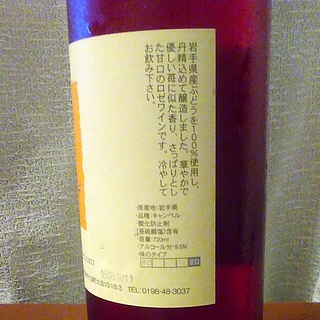 岩手県産ぶどうを100%使用し、
丹精込めて醸造しました。華やかで
優しい苺に似た香り、さっぱりとし
た甘口のロゼワインです。冷やして
お飲み下さい。
・原産地:岩手県
・品種:キャンベル
・酸化防止剤
(亜硫酸塩)含有
・容量:720ml
・アルコール分:9.5%
・味のタイプ
10-18-3 TEL:0198-48-3037